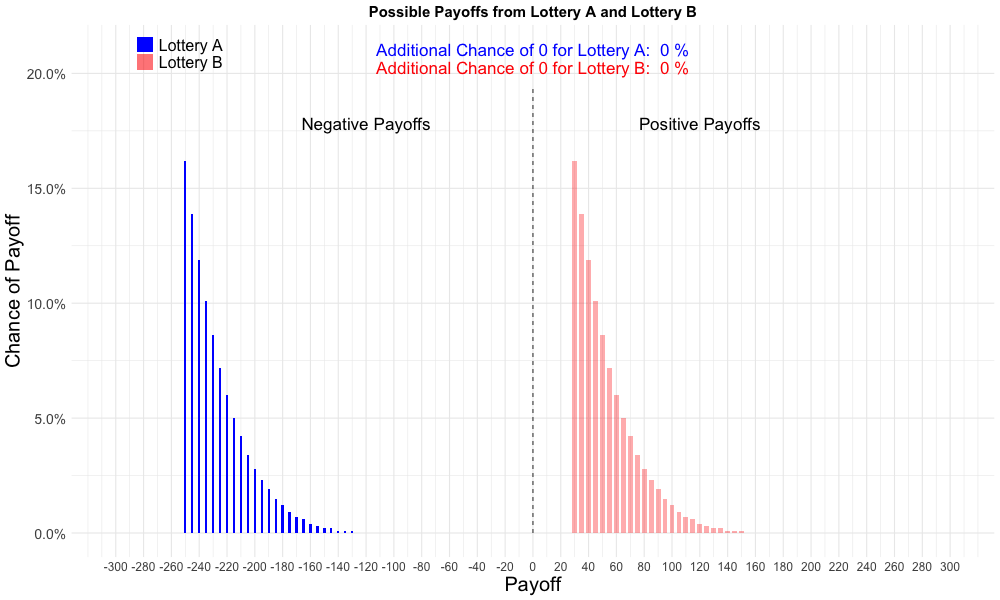 Possible Payoffs from Lottery A and Lottery B
Lottery A
Lottery B
Additional Chance of 0 for Lottery A:  0 %
Additional Chance of 0 for Lottery B:  0 %
Negative Payoffs
Positive Payoffs
Chance of Payoff
20.0%
15.0%
10.0%
5.0%
0.0%
-300 -280 -260 -240 -220 -200 -180 -160 -140 -120 -100 -80 -60 -40 -20 0 20 40 60 80 100 120 140 160 180 200 220 240 260 280 300
Payoff